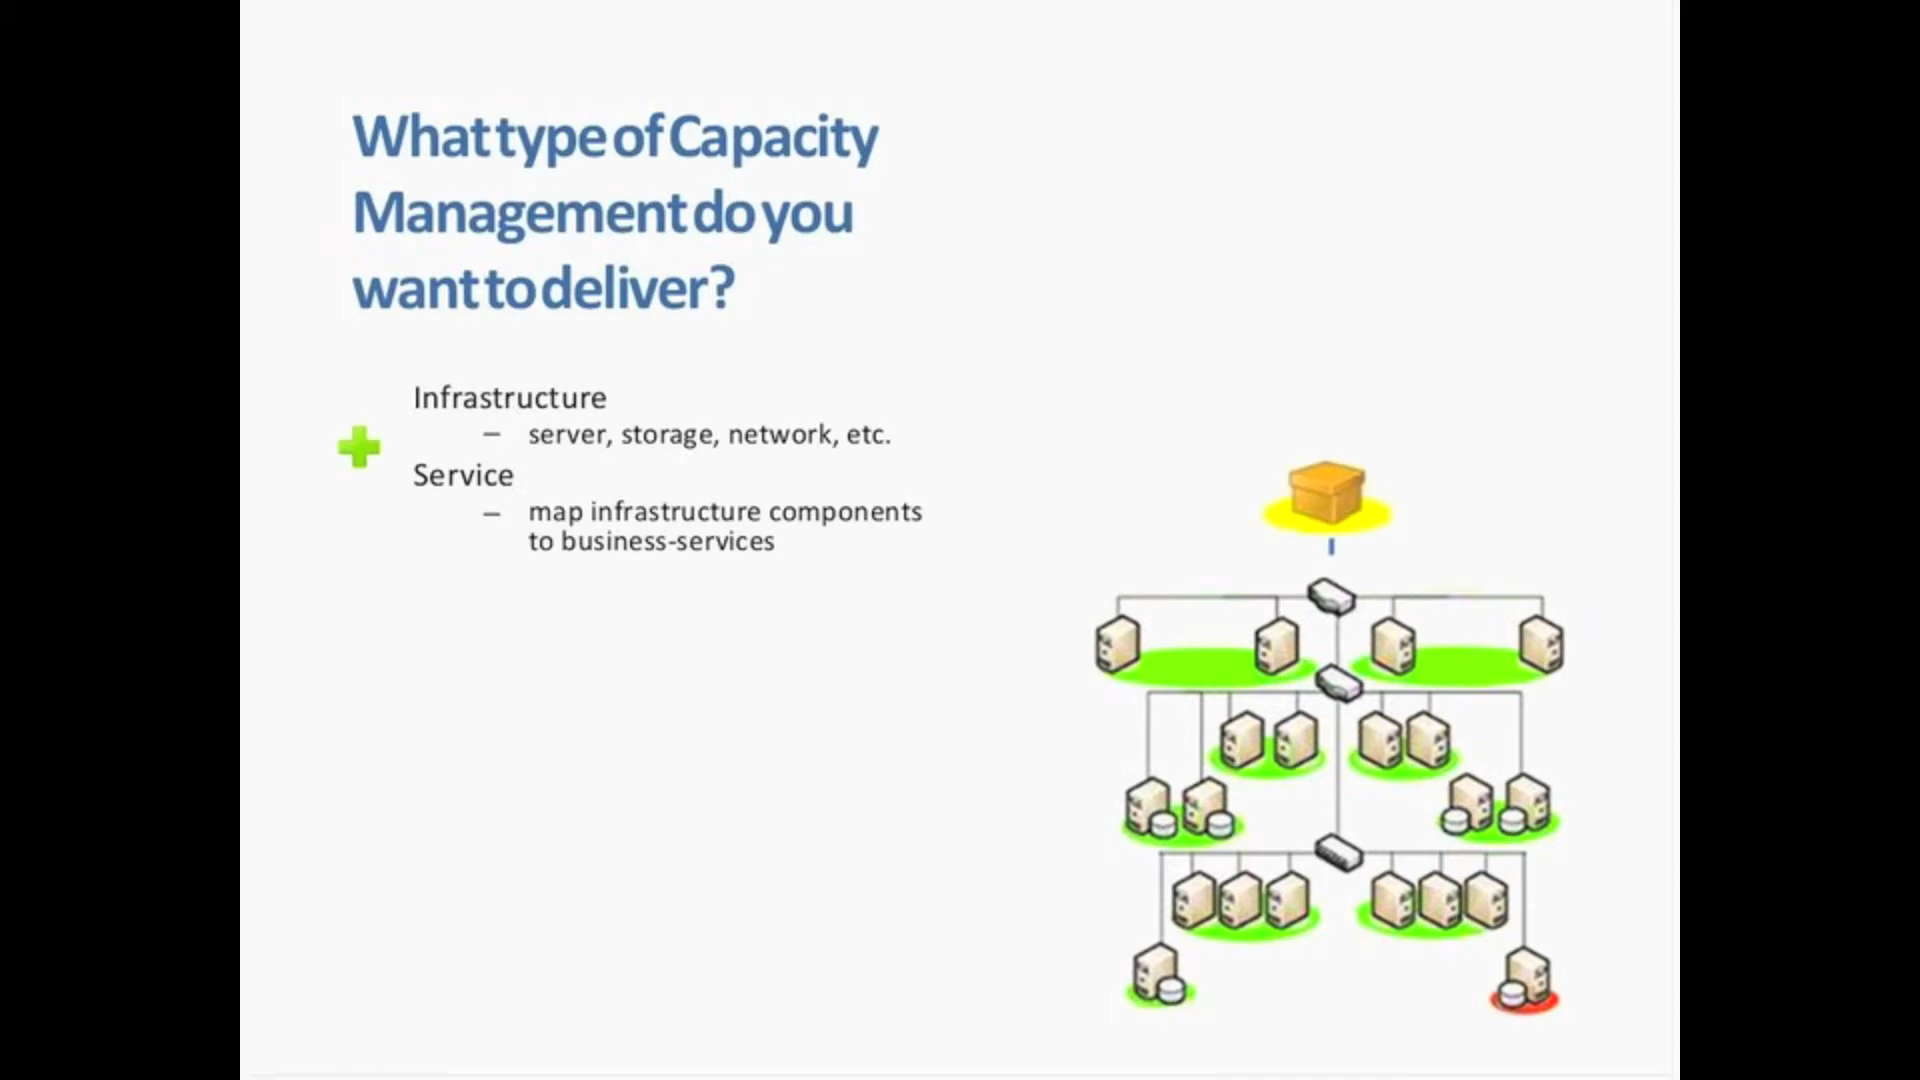 What type of Capacity
Management do you
want to deliver?
Infrastructure
– server, storage, network, etc.
Service
– map infrastructure components
to business-services